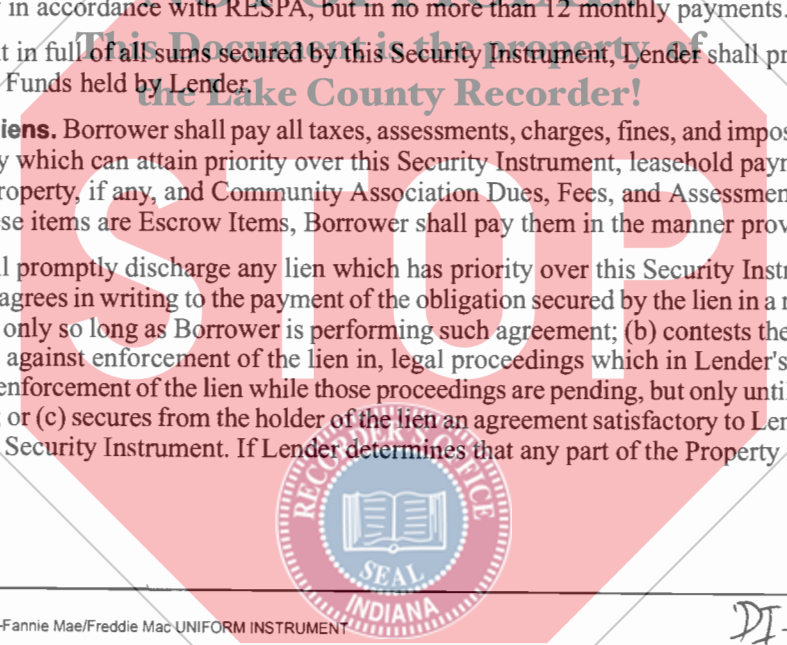 in accordance with RESPA, but in no more than 12 monthly payments.
t in full of all sums secured by this Security Instrument, Lender shall pr
This Document is the property of
Funds held by Lender.
the Lake County Recorder!
iens. Borrower shall pay all taxes, assessments, charges, fines, and impos
y which can attain priority over this Security Instrument, leasehold payr
roperty, if any, and Community Association Dues, Fees, and Assessmen
se items are Escrow Items, Borrower shall pay them in the manner prov
STOP
l promptly discharge any lien which has priority over this Security Instr
agrees in writing to the payment of the obligation secured by the lien in a r
only so long as Borrower is performing such agreement; (b) contests the
against enforcement of the lien in, legal proceedings which in Lender's
enforcement of the lien while those proceedings are pending, but only until
; or (c) secures from the holder of the lien an agreement satisfactory to Len
Security Instrument. If Lender determines that any part of the Property
RECORDER'S OFFICE
SEAL
INDIANA
-Fannie Mae/Freddie Mac UNIFORM INSTRUMENT
DI-